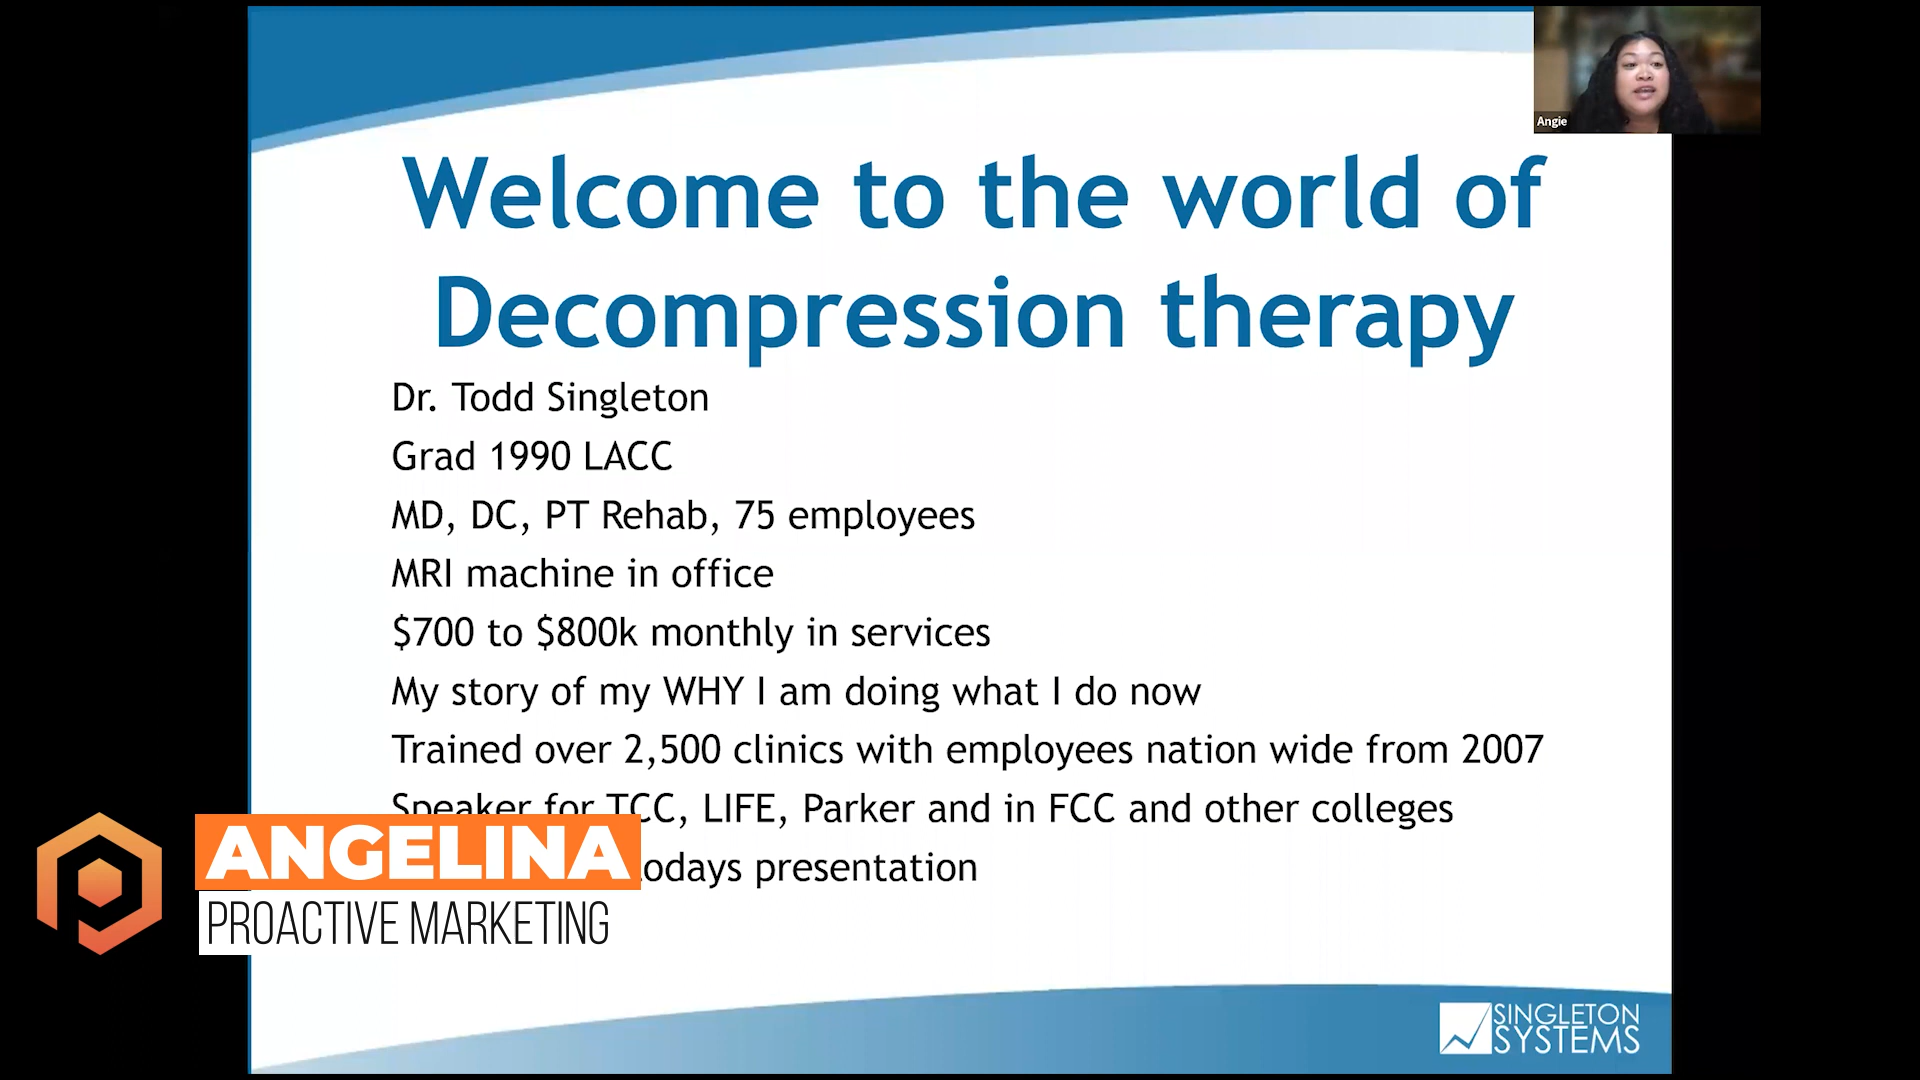 Angie
Welcome to the world of
Decompression therapy
Dr. Todd Singleton
Grad 1990 LACC
MD, DC, PT Rehab, 75 employees
MRI machine in office
$700 to $800k monthly in services
My story of my WHY I am doing what I do now
Trained over 2,500 clinics with employees nation wide from 2007
Speaker for TCC, LIFE, Parker and in FCC and other colleges
todays presentation
ANGELINA
PROACTIVE MARKETING
SINGLETON
SYSTEMS